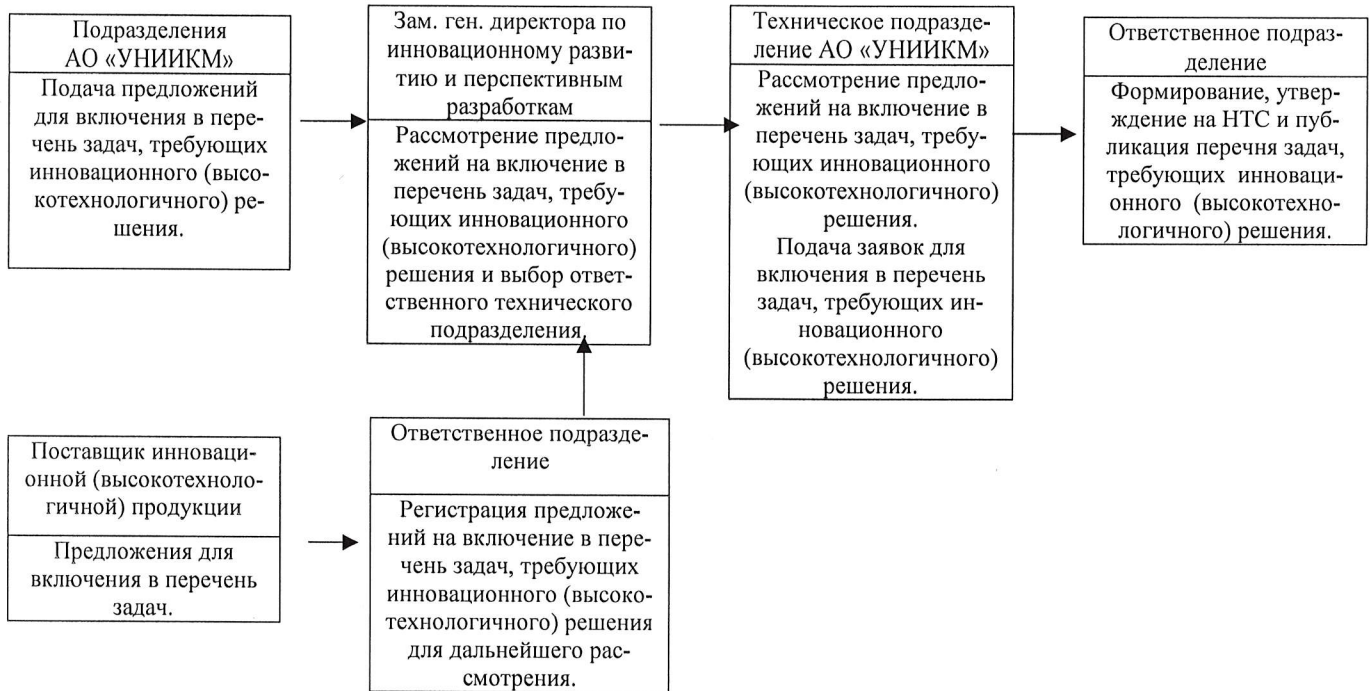 Подразделения
АО «УНИИКМ»
Подача предложений
для включения в пере-
чень задач, требующих
инновационного (высо-
котехнологичного) ре-
шения.
Зам. ген. директора по
инновационному разви-
тию и перспективным
разработкам
Рассмотрение предло-
жений на включение в
перечень задач, требу-
ющих инновационного
(высокотехнологичного)
решения и выбор ответ-
ственного технического
подразделения.
Техническое подразде-
ление АО «УНИИКМ»
Рассмотрение предло-
жений на включение в
перечень задач, требу-
ющих инновационного
(высокотехнологичного)
решения.
Подача заявок для
включения в перечень
задач, требующих ин-
новационного
(высокотехнологичного)
решения.
Ответственное подраз-
деление
Формирование, утвер-
ждение на НТС и пуб-
ликация перечня задач,
требующих инноваци-
онного (высокотехно-
логичного) решения.
Поставщик инноваци-
онной (высокотехноло-
гичной) продукции
Предложения для
включения в перечень
задач.
Ответственное подразде-
ление
Регистрация предложе-
ний на включение в пере-
чень задач, требующих
инновационного (высоко-
технологичного) решения
для дальнейшего рас-
смотрения.